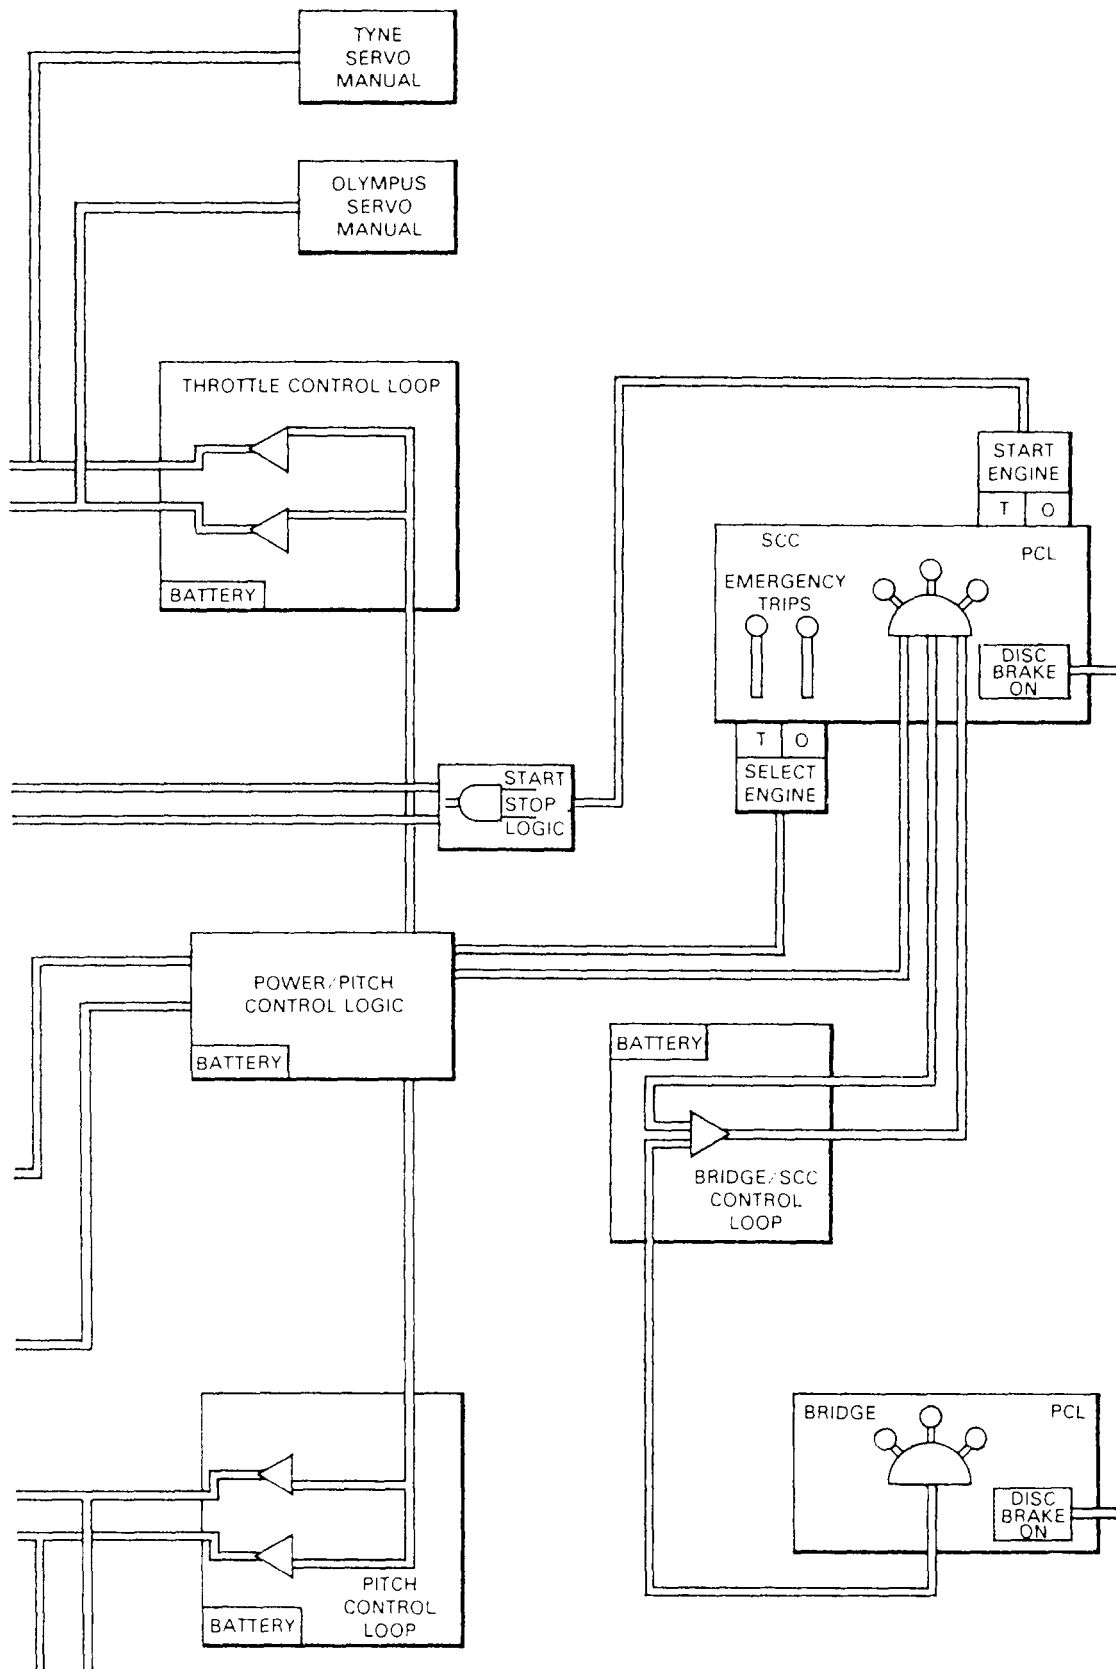 TYNE
SERVO
MANUAL
OLYMPUS
SERVO
MANUAL
THROTTLE CONTROL LOOP
BATTERY
START
ENGINE
T O
SCC
PCL
EMERGENCY
TRIPS
DISC
BRAKE
ON
T O
SELECT
ENGINE
START
STOP
LOGIC
POWER/PITCH
CONTROL LOGIC
BATTERY
BATTERY
BRIDGE/SCC
CONTROL
LOOP
BRIDGE
PCL
DISC
BRAKE
ON
PITCH
CONTROL
LOOP
BATTERY